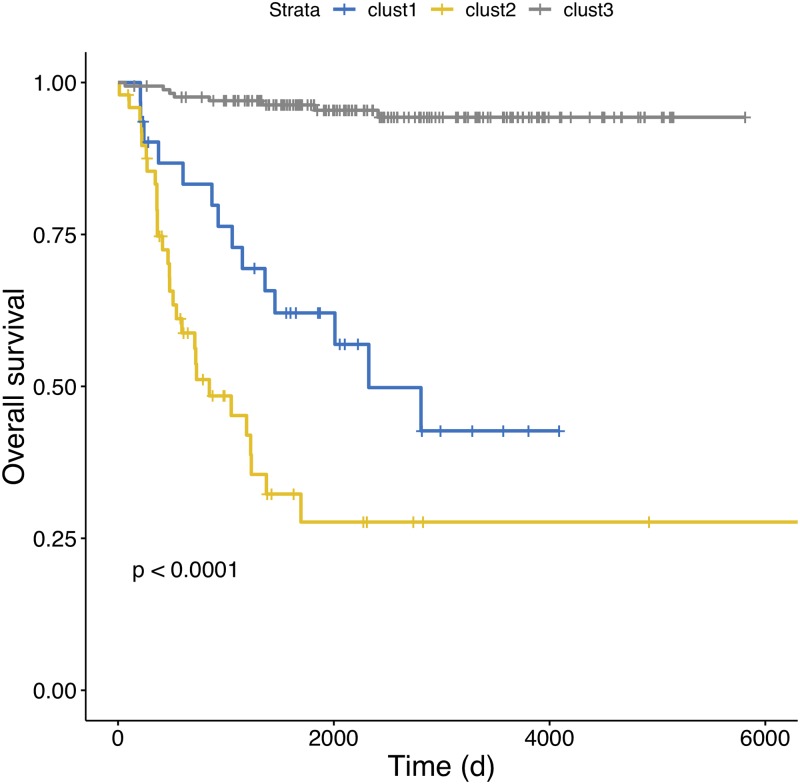 Strata clust1 clust2 clust3
1.00
0.75
0.50
0.25
0.00
Overall survival
p < 0.0001
0 2000 4000 6000
Time (d)